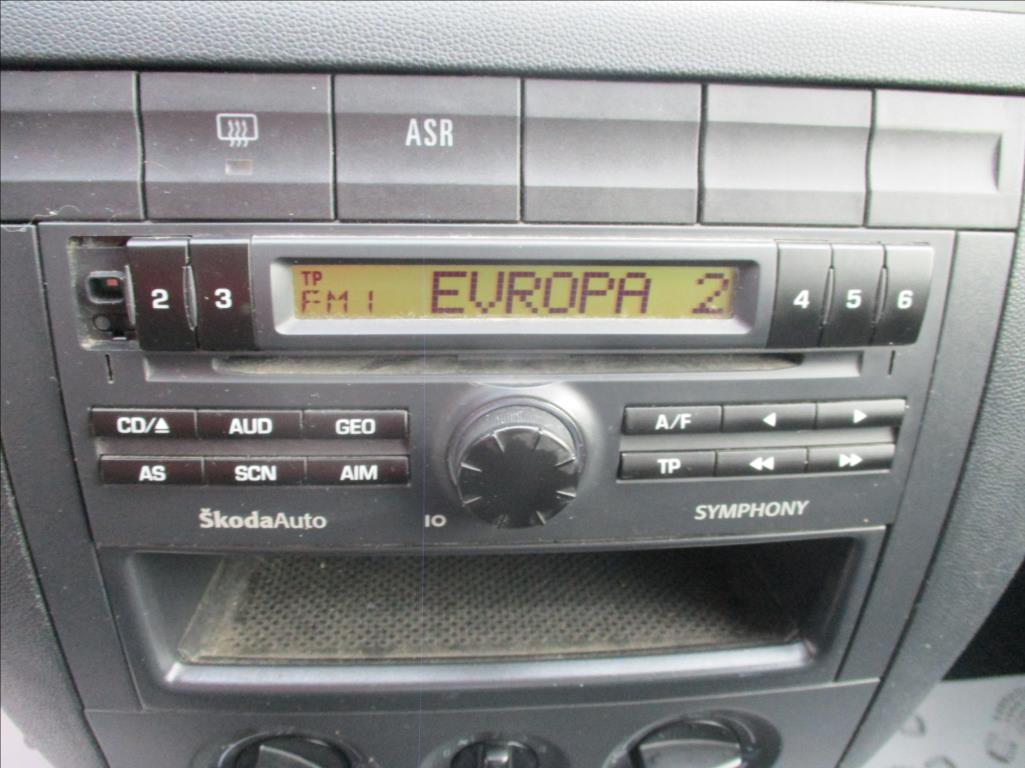 ASR
TP
FM1 EVROPA 2
2 3
4 5 6
CD/⏏ AUD GEO
A/F ◀ ▶
AS SCN AIM
TP ◀◀ ▶▶
ŠkodaAuto IO SYMPHONY